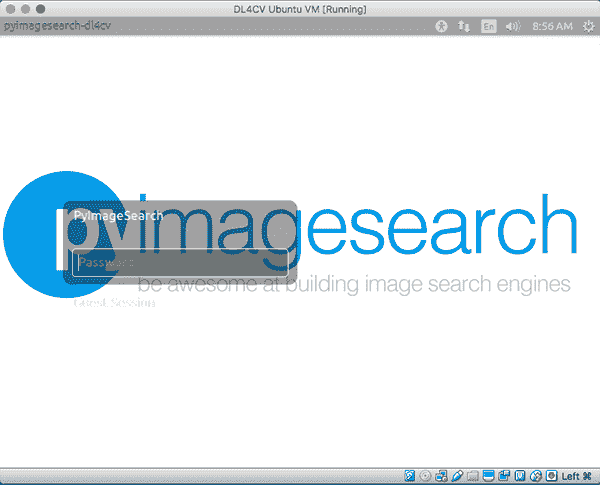 DL4CV Ubuntu VM [Running]
pyimagesearch-dl4cv
En
8:56 AM
pyimagesearch
PyImageSearch
Password
be awesome at building image search engines
Guest Session
Left ⌘